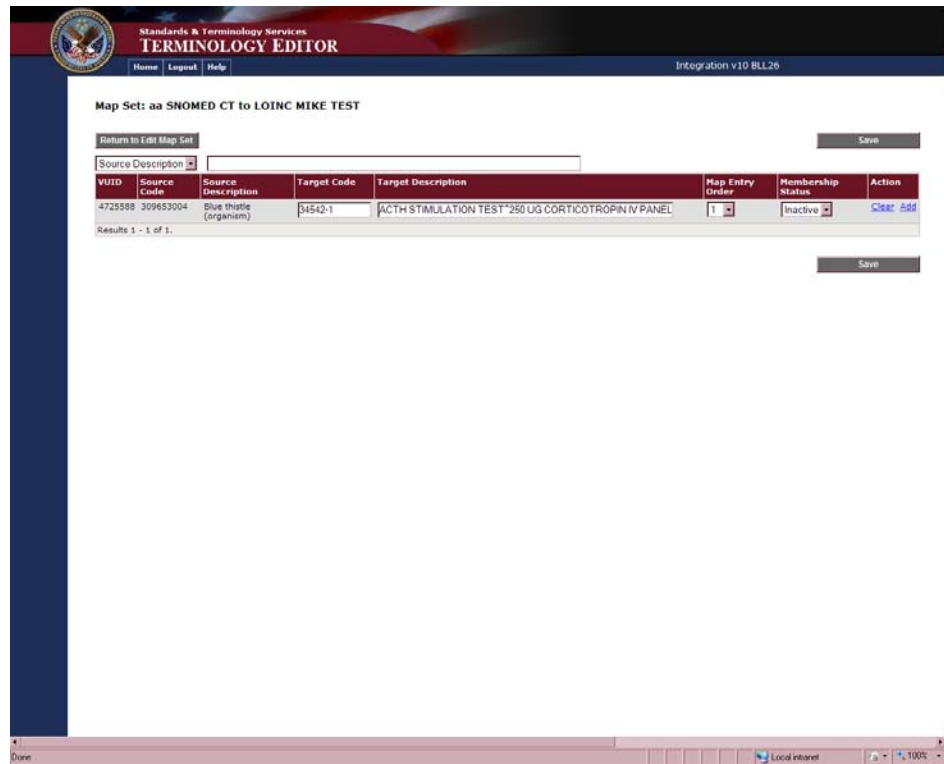 Standards & Terminology Services
TERMINOLOGY EDITOR
Home Logout Help Integration v10 BLL26
Map Set: aa SNOMED CT to LOINC MIKE TEST
Return to Edit Map Set Save
Source Description
VUID Source Code Source Description Target Code Target Description Map Entry Order Membership Status Action
4725588 309653004 Blue thistle (organism) 34542-1 ACTH STIMULATION TEST^250 UG CORTICOTROPIN IV PANEL 1 Inactive Clear Add
Results 1 - 1 of 1.
Save
Done Local intranet 100%